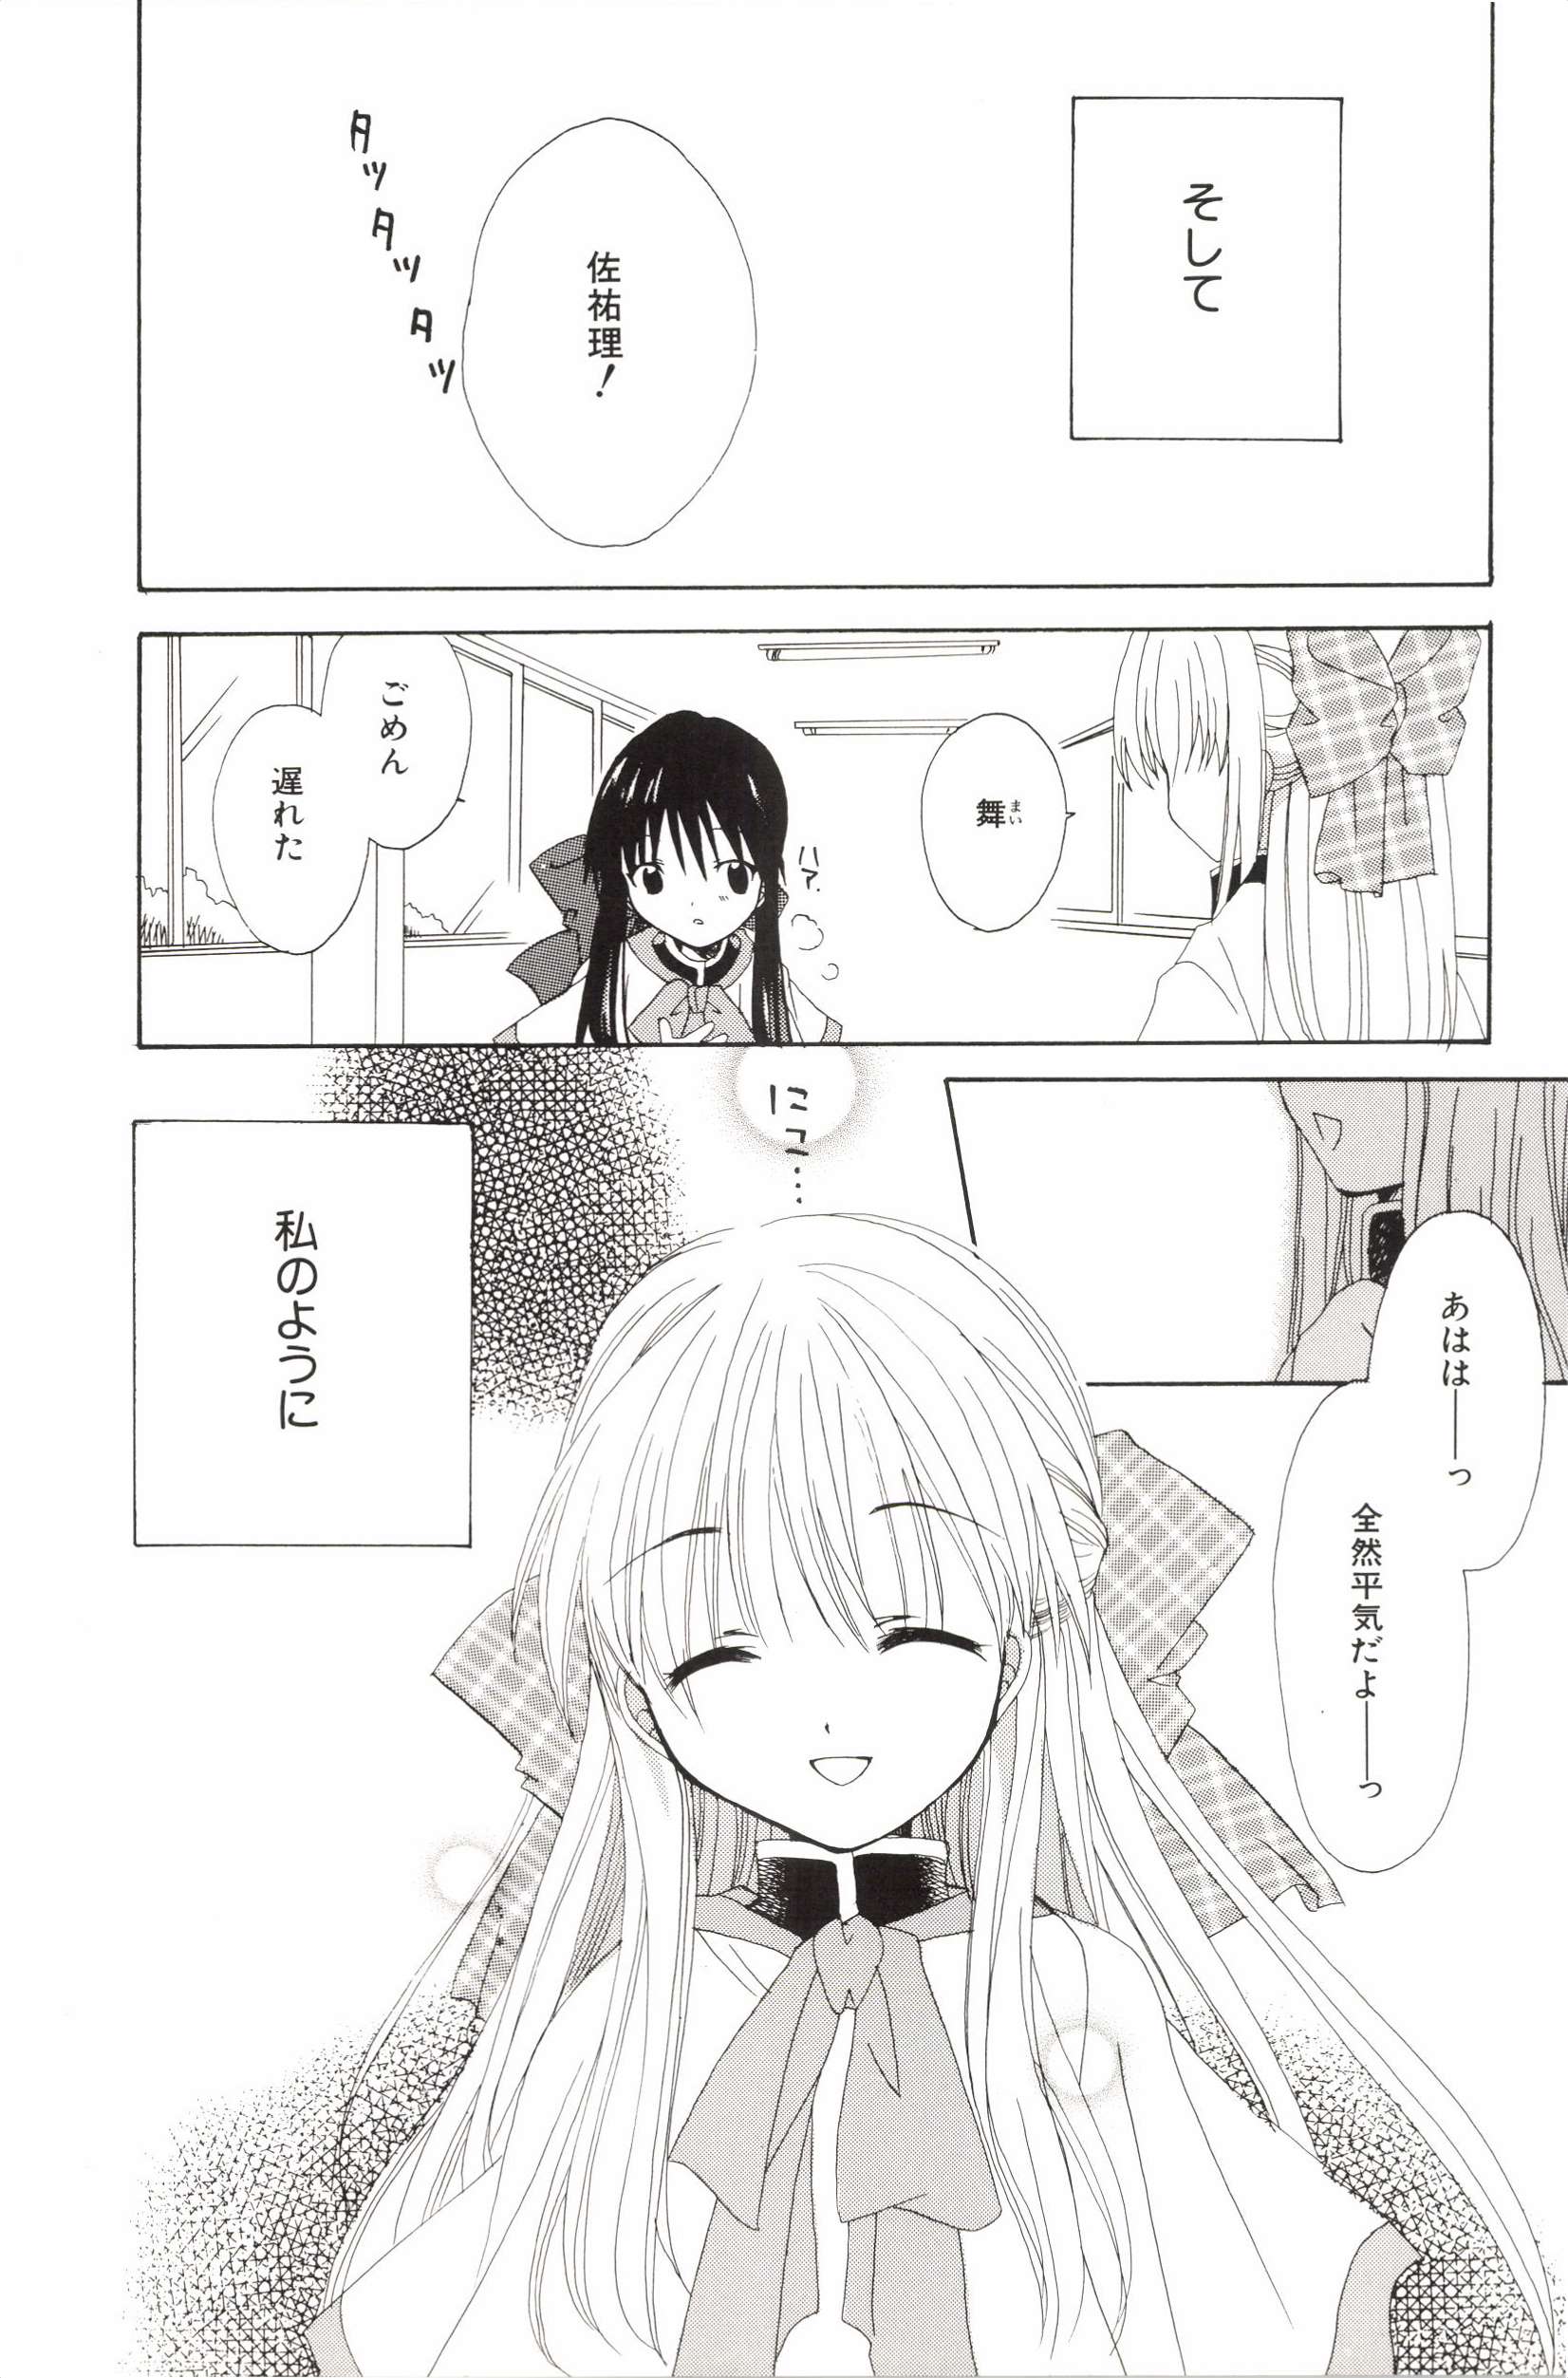 そして
佐祐理!
タッタッタッ
舞
まい
ハァ
ごめん
遅れた
あはは――っ
全然平気だよ――っ
にこ…
私のように